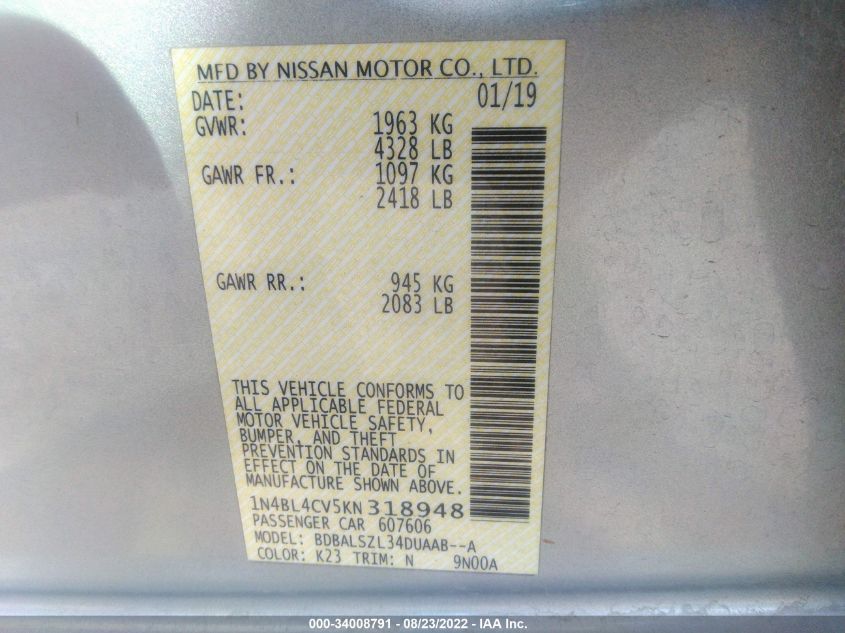 MFD BY NISSAN MOTOR CO., LTD.
DATE: 01/19
GVWR: 1963 KG
4328 LB
GAWR FR.: 1097 KG
2418 LB
GAWR RR.: 945 KG
2083 LB
THIS VEHICLE CONFORMS TO
ALL APPLICABLE FEDERAL
MOTOR VEHICLE SAFETY,
BUMPER, AND THEFT
PREVENTION STANDARDS IN
EFFECT ON THE DATE OF
MANUFACTURE SHOWN ABOVE.
1N4BL4CV5KN318948
PASSENGER CAR 607606
MODEL: BDBALSZL34DUAAB--A
COLOR: K23 TRIM: N 9N00A
000-34008791 - 08/23/2022 - IAA Inc.